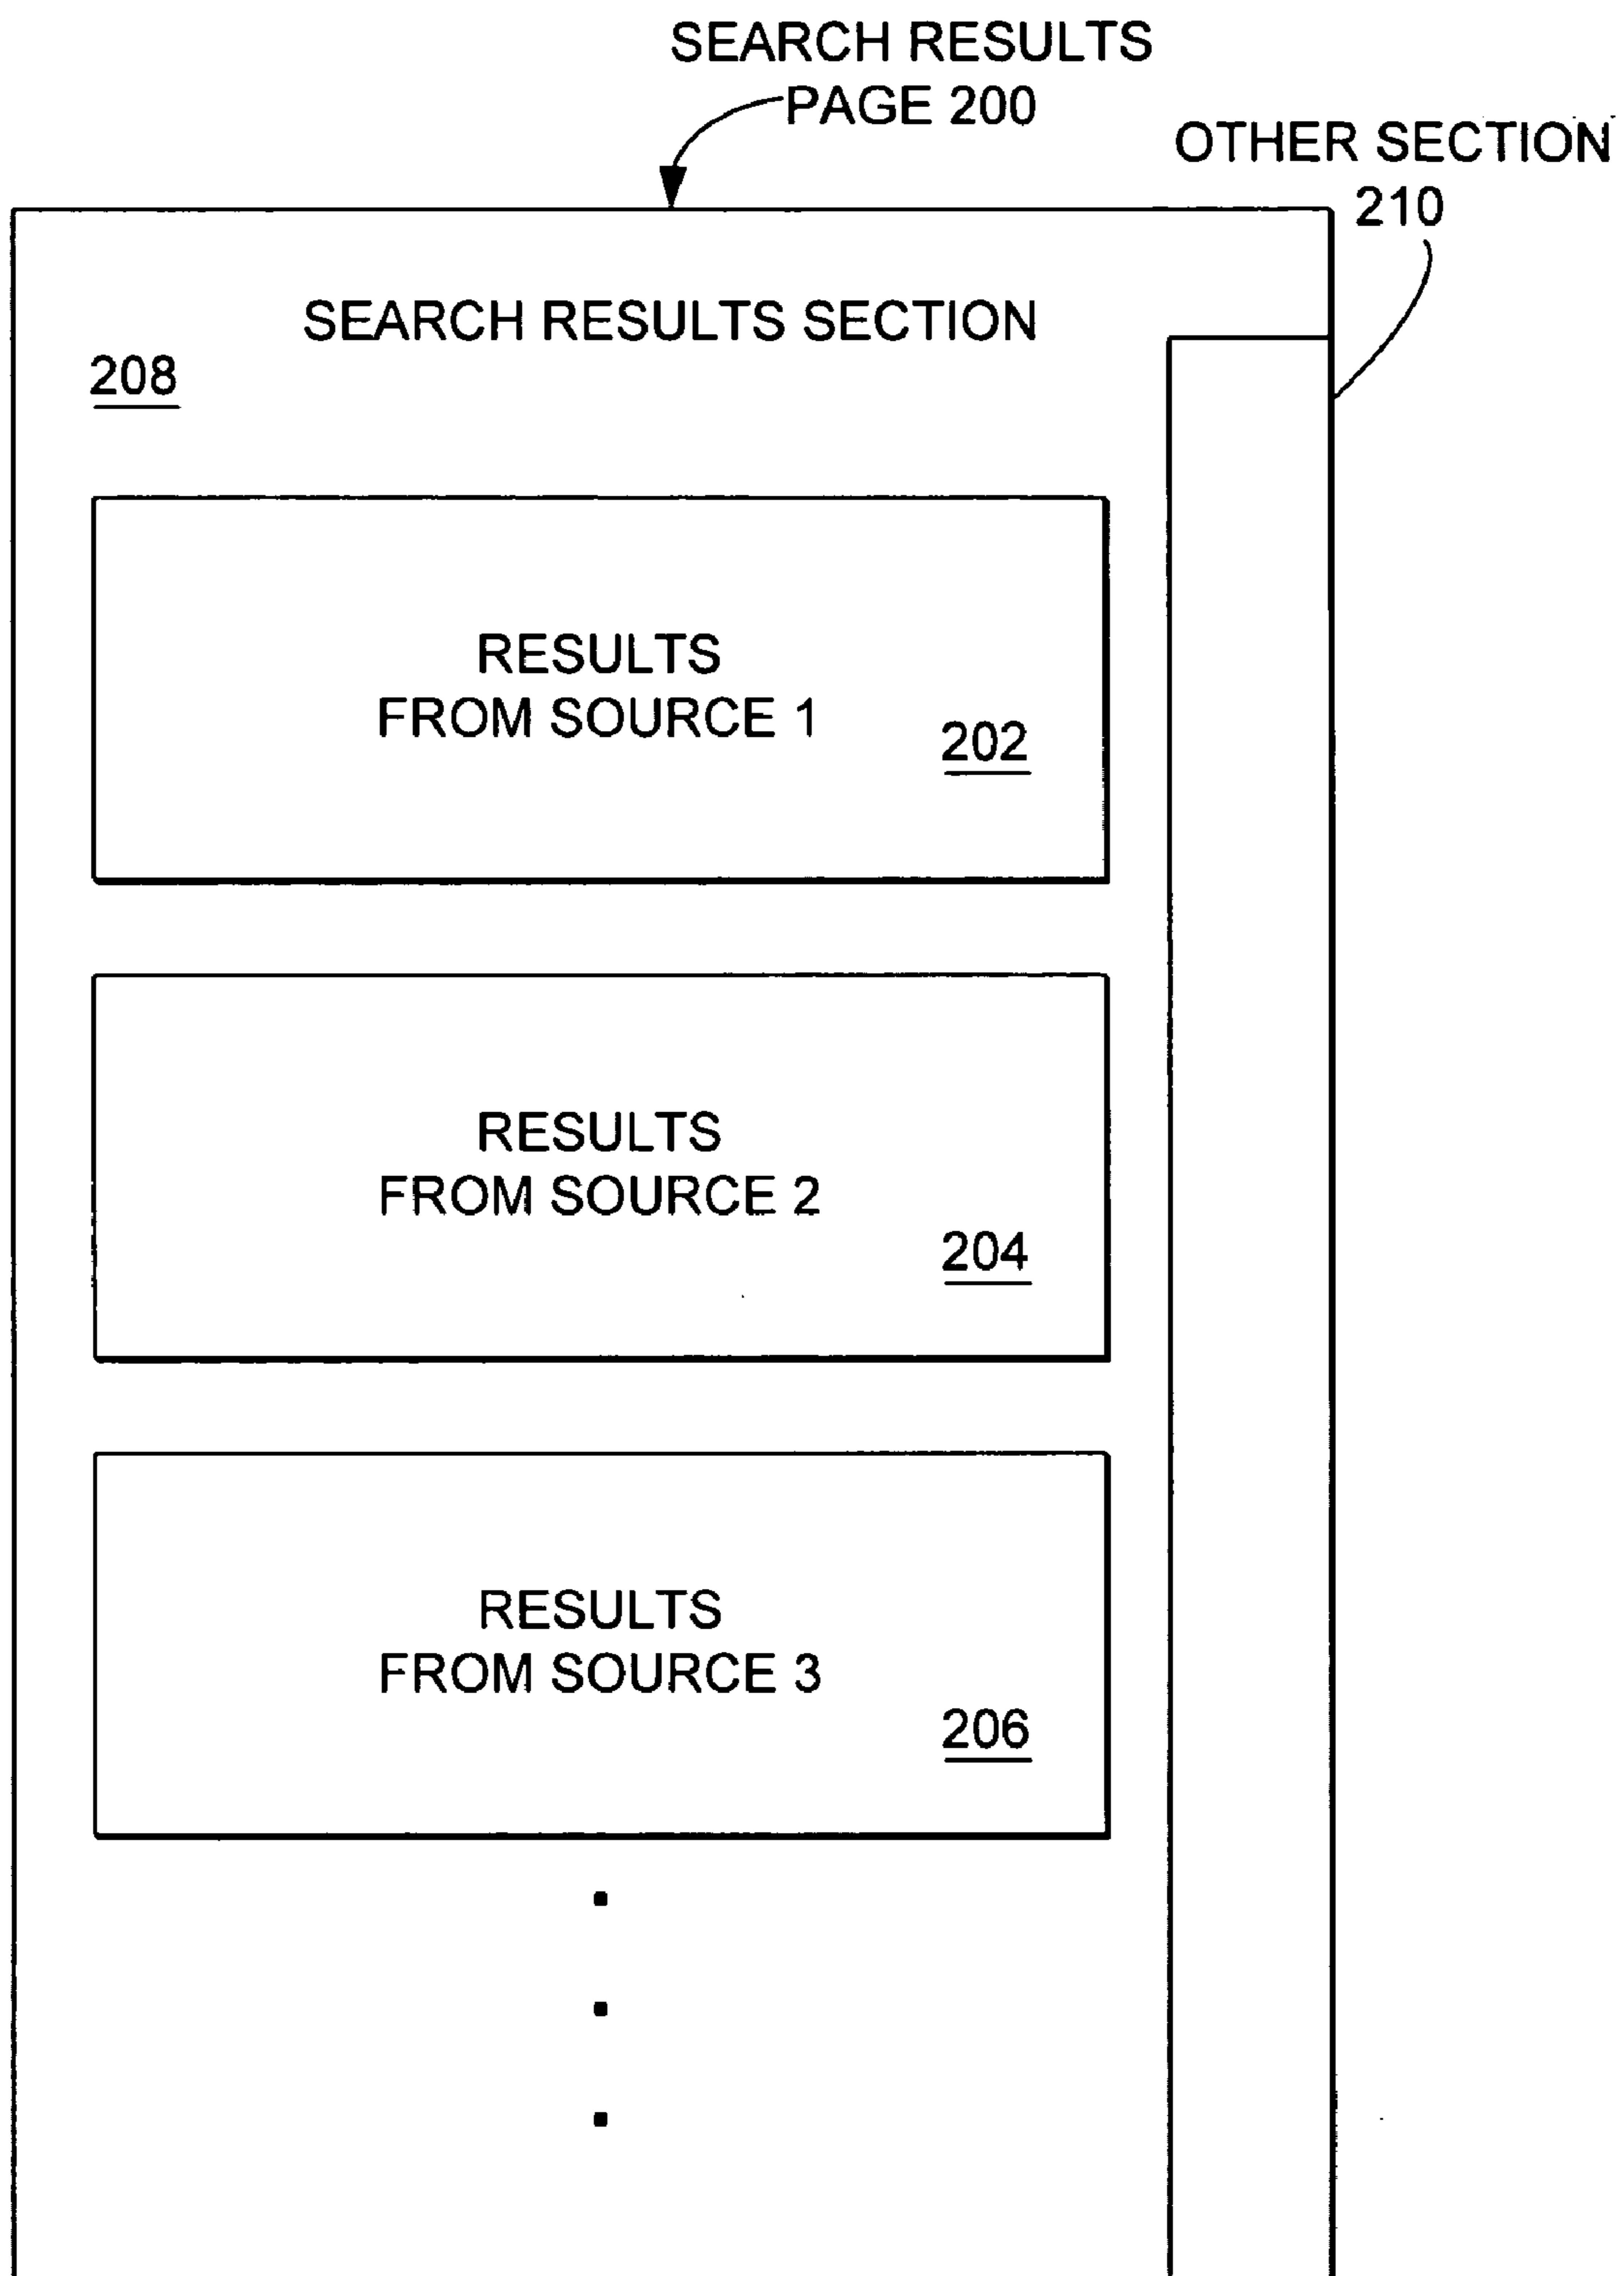 SEARCH RESULTS
PAGE 200
OTHER SECTION
210
SEARCH RESULTS SECTION
208
RESULTS
FROM SOURCE 1
202
RESULTS
FROM SOURCE 2
204
RESULTS
FROM SOURCE 3
206